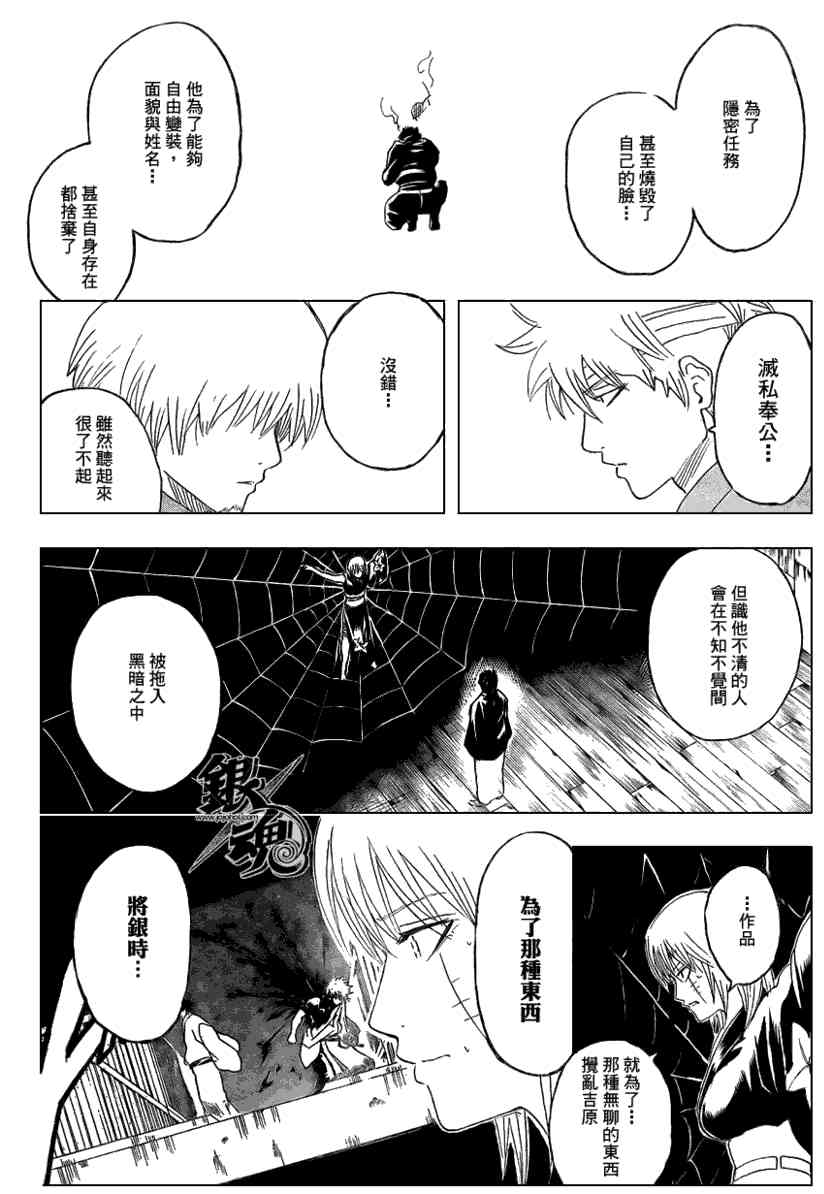 為了
隱密任務
甚至燒毀了
自己的臉…
他為了能夠
自由變裝，
面貌與姓名…
甚至自身存在
都捨棄了
滅私奉公…
沒錯…
雖然聽起來
很了不起
但識他不清的人
會在不知不覺間
被拖入
黑暗之中
…作品
就為了…
那種無聊的東西
攪亂吉原
為了那種東西
將銀時…
銀魂